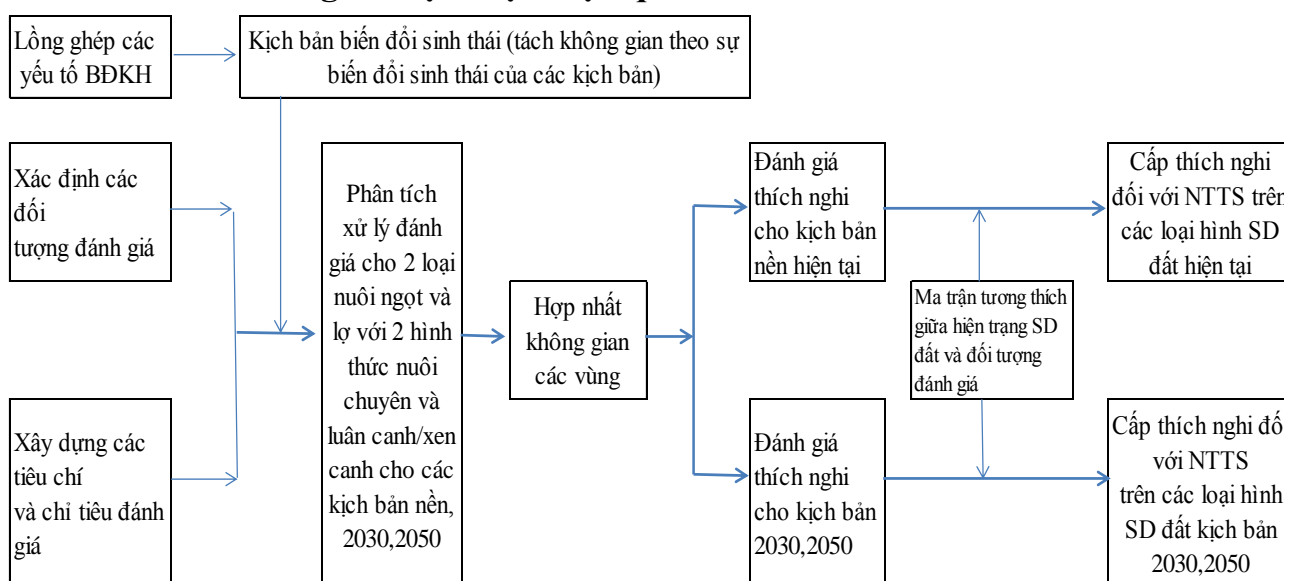 Lồng ghép các
yếu tố BĐKH
Kịch bản biến đổi sinh thái (tách không gian theo sự
biến đổi sinh thái của các kịch bản)
Xác định các
đối
tượng đánh giá
Xây dựng các
tiêu chí
và chỉ tiêu đánh
giá
Phân tích
xử lý đánh
giá cho 2 loại
nuôi ngọt và
lợ với 2 hình
thức nuôi
chuyên và
luân canh/xen
canh cho các
kịch bản nền,
2030,2050
Hợp nhất
không gian
các vùng
Đánh giá
thích nghi
cho kịch bản
nền hiện tại
Đánh giá
thích nghi
cho kịch bản
2030,2050
Ma trận tương thích
giữa hiện trạng SD
đất và đối tượng
đánh giá
Cấp thích nghi
đối với NTTS trên
các loại hình SD
đất hiện tại
Cấp thích nghi đố
với NTTS
trên các loại hình
SD đất kịch bản
2030,2050